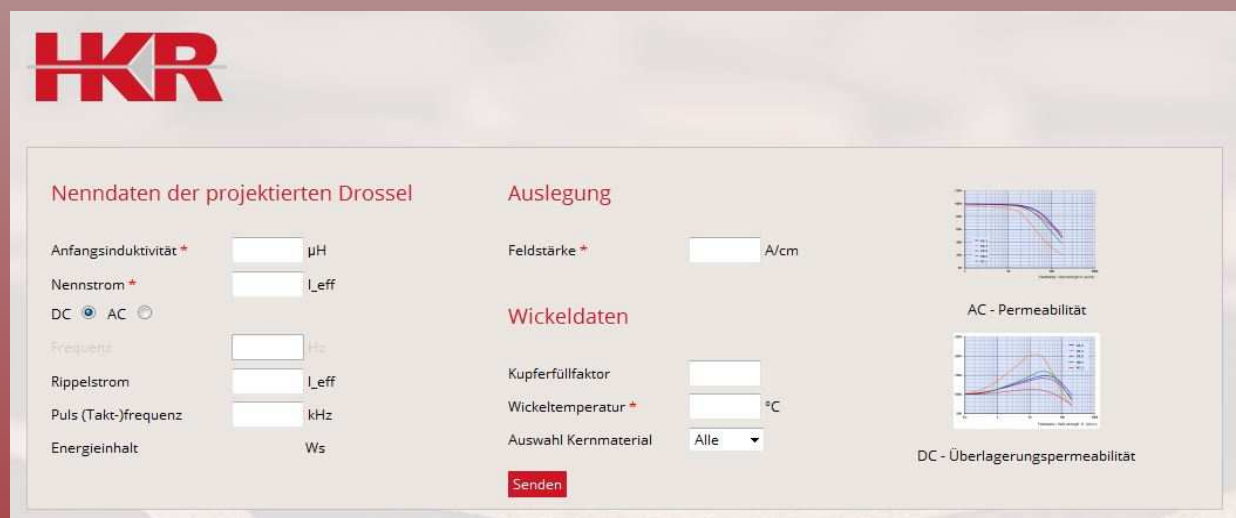 HKR
Nenndaten der projektierten Drossel
Anfangsinduktivität * µH
Nennstrom * I_eff
DC AC
Frequenz Hz
Rippelstrom I_eff
Puls (Takt-)frequenz kHz
Energieinhalt Ws
Auslegung
Feldstärke * A/cm
Wickeldaten
Kupferfüllfaktor
Wickeltemperatur * °C
Auswahl Kernmaterial Alle
Senden
AC - Permeabilität
DC - Überlagerungspermeabilität